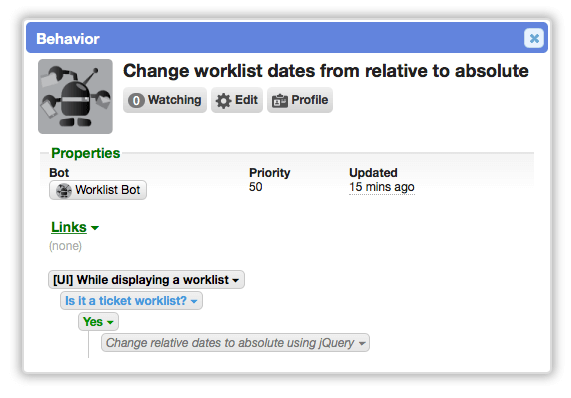 Behavior
Change worklist dates from relative to absolute
0 Watching Edit Profile
Properties
Bot Priority Updated
Worklist Bot 50 15 mins ago
Links
(none)
[UI] While displaying a worklist
Is it a ticket worklist?
Yes
Change relative dates to absolute using jQuery